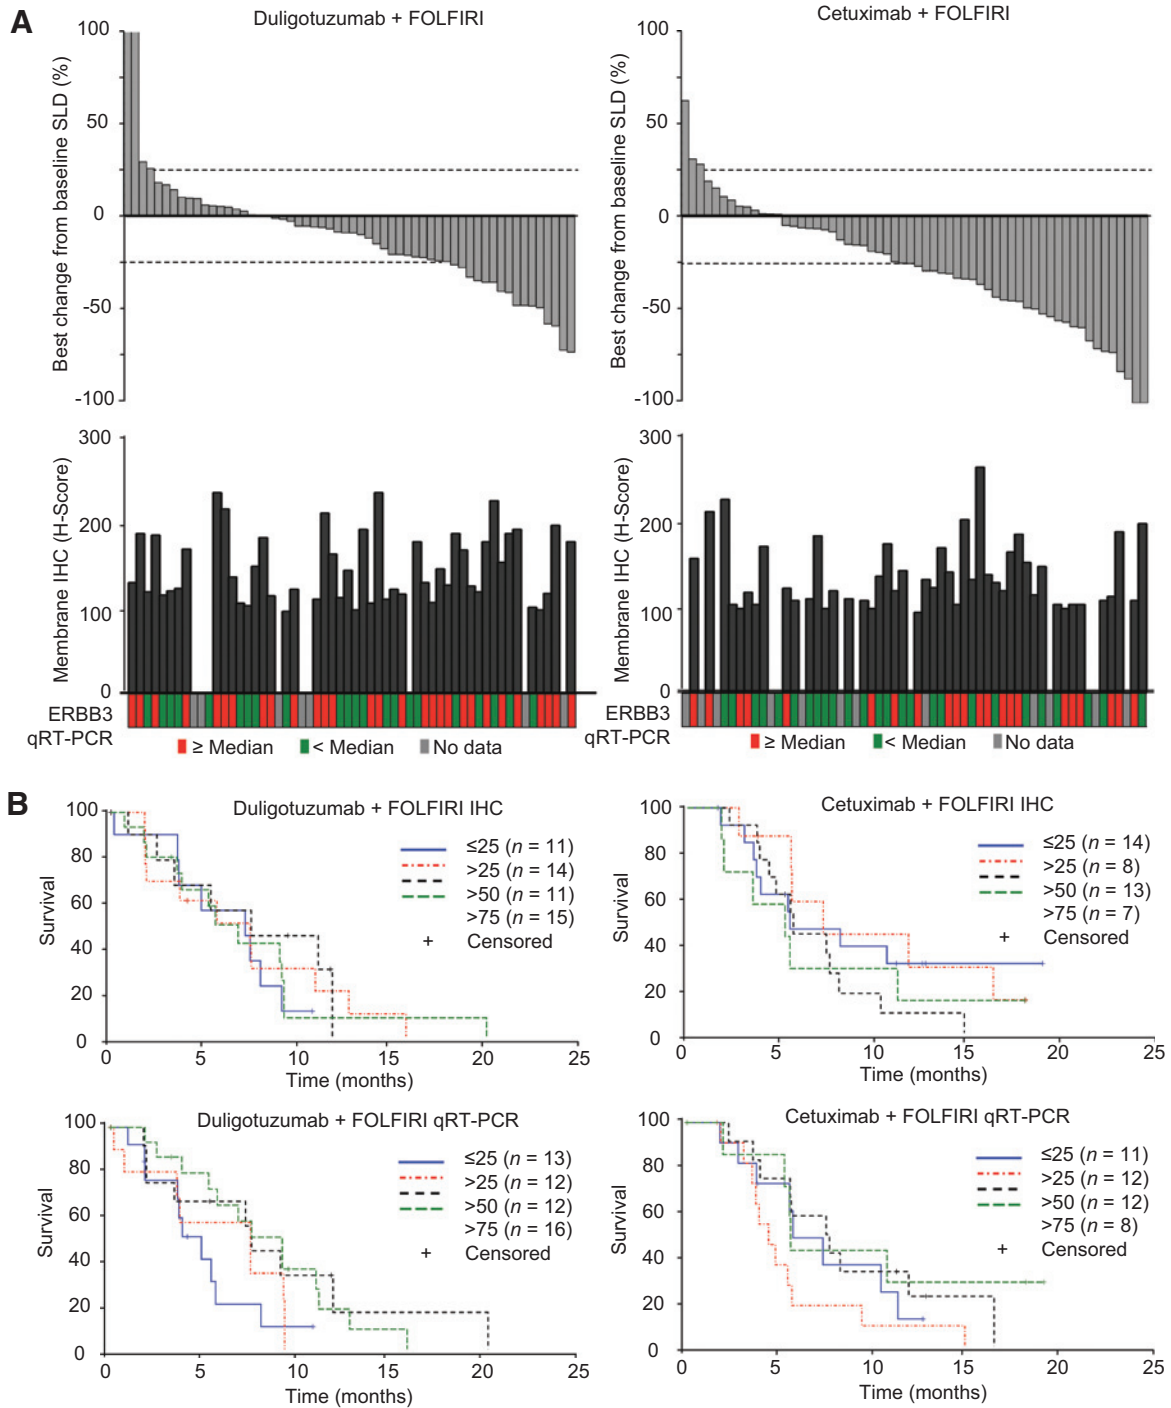 A
Duligotuzumab + FOLFIRI
Cetuximab + FOLFIRI
Best change from baseline SLD (%)
100
50
0
-50
-100
Best change from baseline SLD (%)
100
50
0
-50
-100
Membrane IHC (H-Score)
300
200
100
0
Membrane IHC (H-Score)
300
200
100
0
ERBB3
qRT-PCR
≥ Median
< Median
No data
ERBB3
qRT-PCR
≥ Median
< Median
No data
B
Duligotuzumab + FOLFIRI IHC
Survival
100
80
60
40
20
0
0 5 10 15 20 25
Time (months)
≤25 (n = 11)
>25 (n = 14)
>50 (n = 11)
>75 (n = 15)
+ Censored
Cetuximab + FOLFIRI IHC
Survival
100
80
60
40
20
0
0 5 10 15 20 25
Time (months)
≤25 (n = 14)
>25 (n = 8)
>50 (n = 13)
>75 (n = 7)
+ Censored
Duligotuzumab + FOLFIRI qRT-PCR
Survival
100
80
60
40
20
0
0 5 10 15 20 25
Time (months)
≤25 (n = 13)
>25 (n = 12)
>50 (n = 12)
>75 (n = 16)
+ Censored
Cetuximab + FOLFIRI qRT-PCR
Survival
100
80
60
40
20
0
0 5 10 15 20 25
Time (months)
≤25 (n = 11)
>25 (n = 12)
>50 (n = 12)
>75 (n = 8)
+ Censored